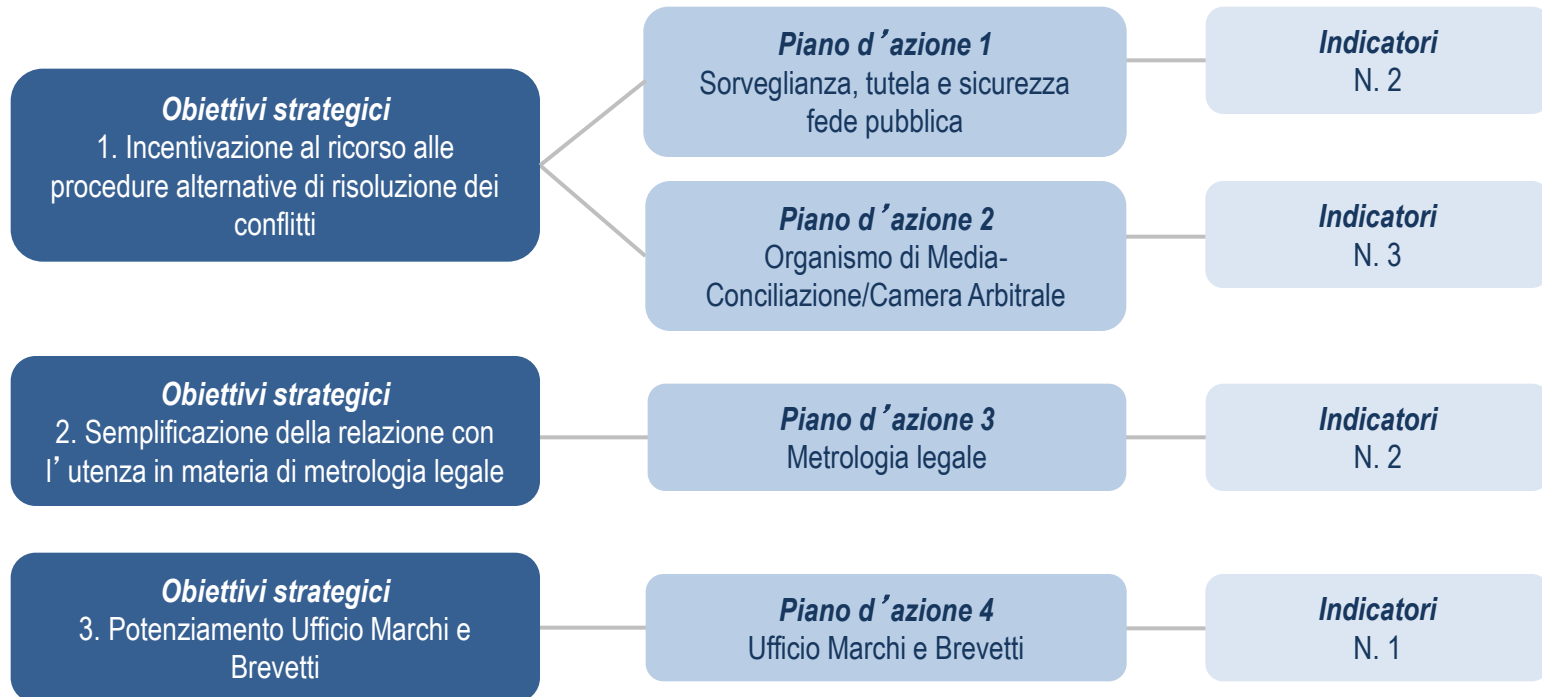 Obiettivi strategici
1. Incentivazione al ricorso alle
procedure alternative di risoluzione dei
conflitti
Piano d’azione 1
Sorveglianza, tutela e sicurezza
fede pubblica
Indicatori
N. 2
Piano d’azione 2
Organismo di Media-
Conciliazione/Camera Arbitrale
Indicatori
N. 3
Obiettivi strategici
2. Semplificazione della relazione con
l’utenza in materia di metrologia legale
Piano d’azione 3
Metrologia legale
Indicatori
N. 2
Obiettivi strategici
3. Potenziamento Ufficio Marchi e
Brevetti
Piano d’azione 4
Ufficio Marchi e Brevetti
Indicatori
N. 1